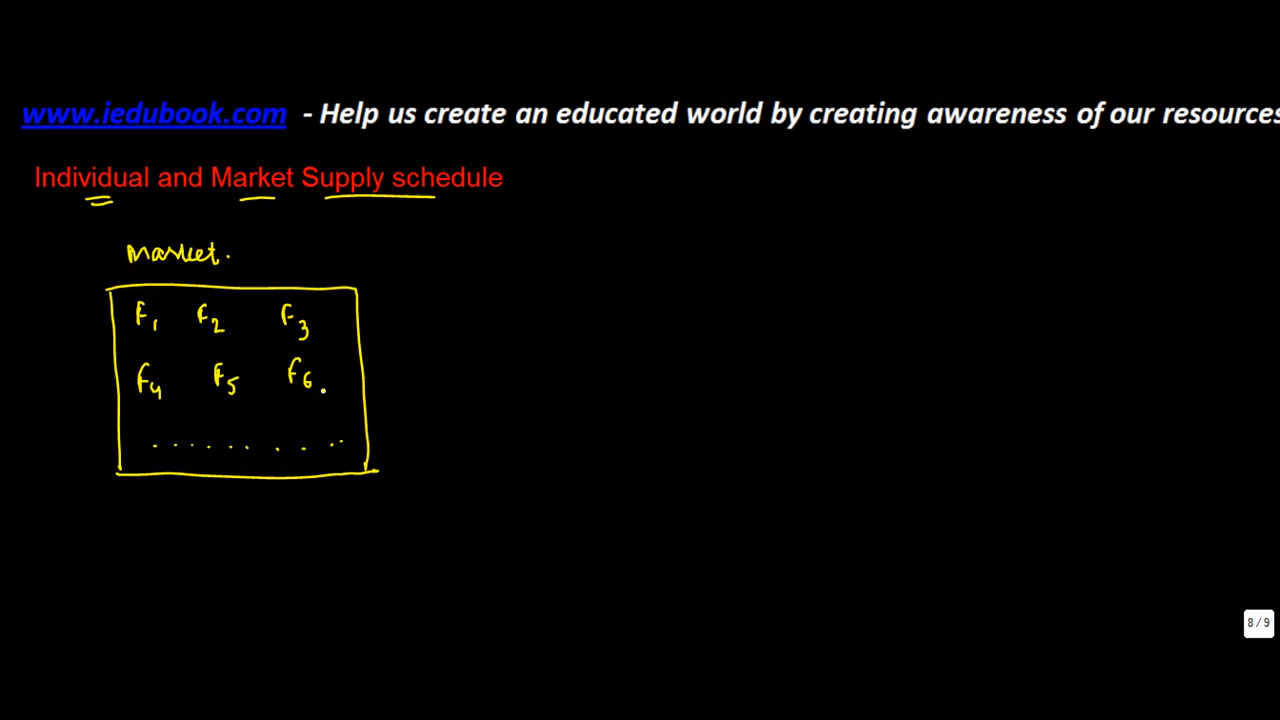 www.iedubook.com - Help us create an educated world by creating awareness of our resources
Individual and Market Supply schedule
Market.
F1 F2 F3
F4 F5 F6.
.........
8 / 9